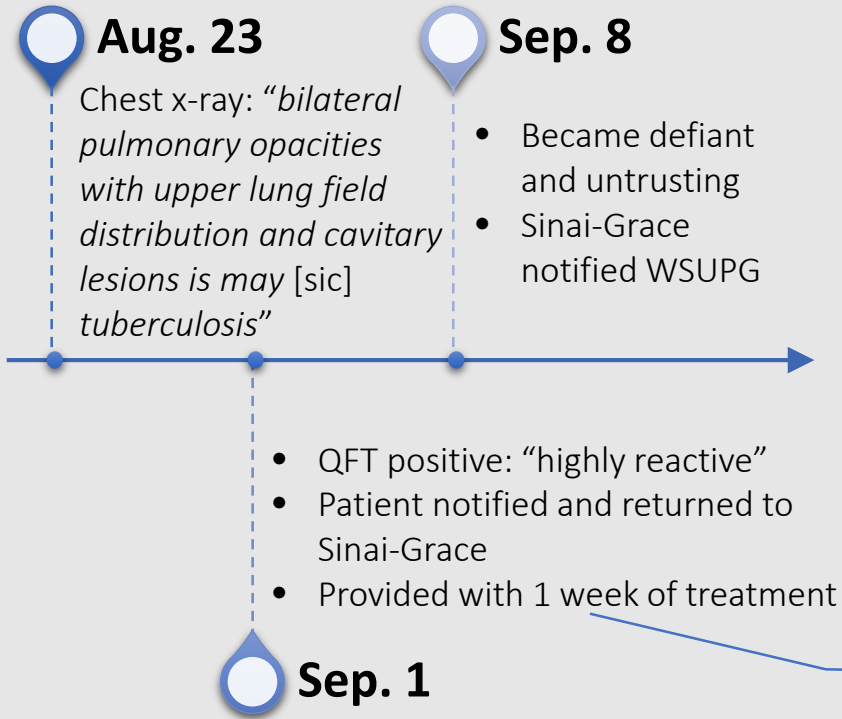 Aug. 23
Chest x-ray: “bilateral
pulmonary opacities
with upper lung field
distribution and cavitary
lesions is may [sic]
tuberculosis”
Sep. 8
• Became defiant
and untrusting
• Sinai-Grace
notified WSUPG
• QFT positive: “highly reactive”
• Patient notified and returned to
Sinai-Grace
• Provided with 1 week of treatment
Sep. 1